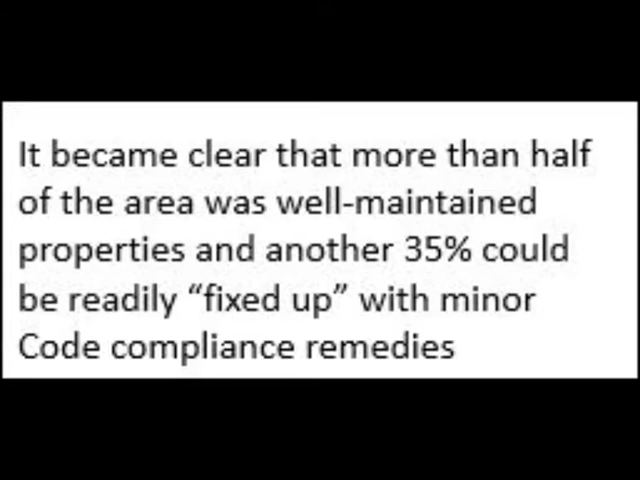 It became clear that more than half
of the area was well-maintained
properties and another 35% could
be readily “fixed up” with minor
Code compliance remedies